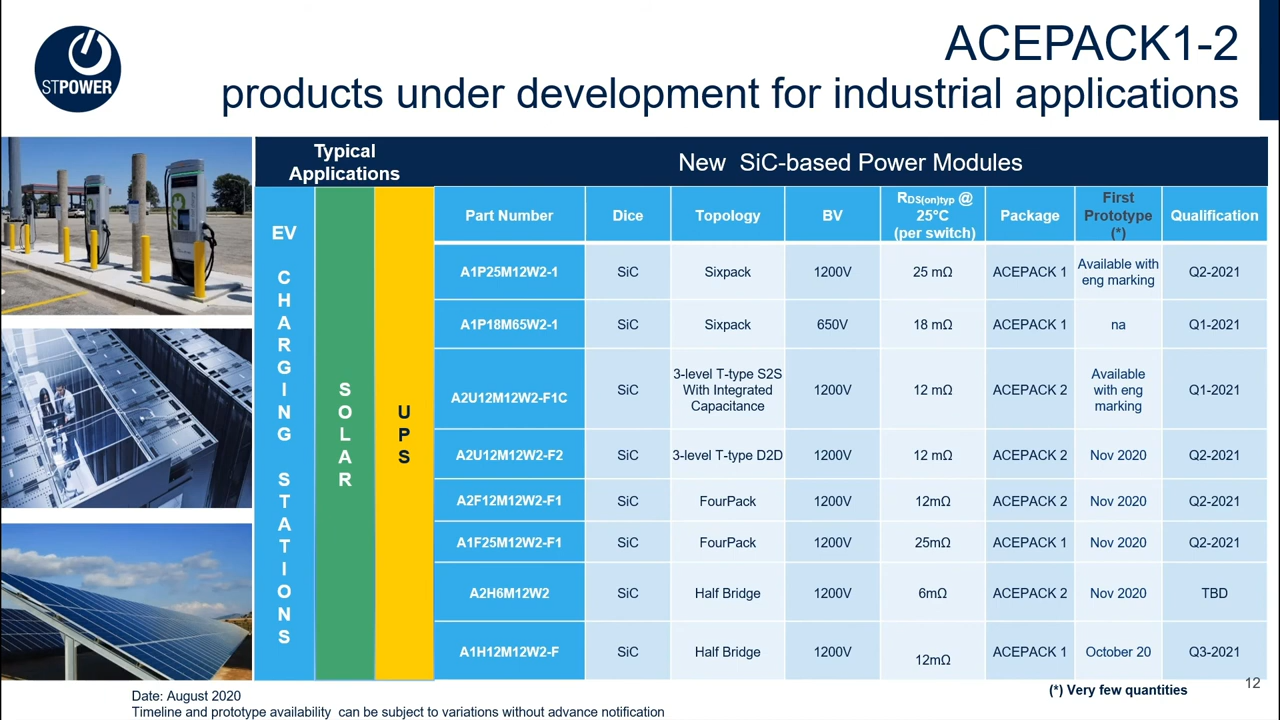 STPOWER
ACEPACK1-2
products under development for industrial applications
Typical
Applications
New SiC-based Power Modules
EV CHARGING STATIONS
SOLAR
UPS
Part Number Dice Topology BV RDS(on)typ @ 25°C (per switch) Package First Prototype (*) Qualification
A1P25M12W2-1 SiC Sixpack 1200V 25 mΩ ACEPACK 1 Available with eng marking Q2-2021
A1P18M65W2-1 SiC Sixpack 650V 18 mΩ ACEPACK 1 na Q1-2021
A2U12M12W2-F1C SiC 3-level T-type S2S With Integrated Capacitance 1200V 12 mΩ ACEPACK 2 Available with eng marking Q1-2021
A2U12M12W2-F2 SiC 3-level T-type D2D 1200V 12 mΩ ACEPACK 2 Nov 2020 Q2-2021
A2F12M12W2-F1 SiC FourPack 1200V 12mΩ ACEPACK 2 Nov 2020 Q2-2021
A1F25M12W2-F1 SiC FourPack 1200V 25mΩ ACEPACK 1 Nov 2020 Q2-2021
A2H6M12W2 SiC Half Bridge 1200V 6mΩ ACEPACK 2 Nov 2020 TBD
A1H12M12W2-F SiC Half Bridge 1200V 12mΩ ACEPACK 1 October 20 Q3-2021
(*) Very few quantities
12
Date: August 2020
Timeline and prototype availability can be subject to variations without advance notification